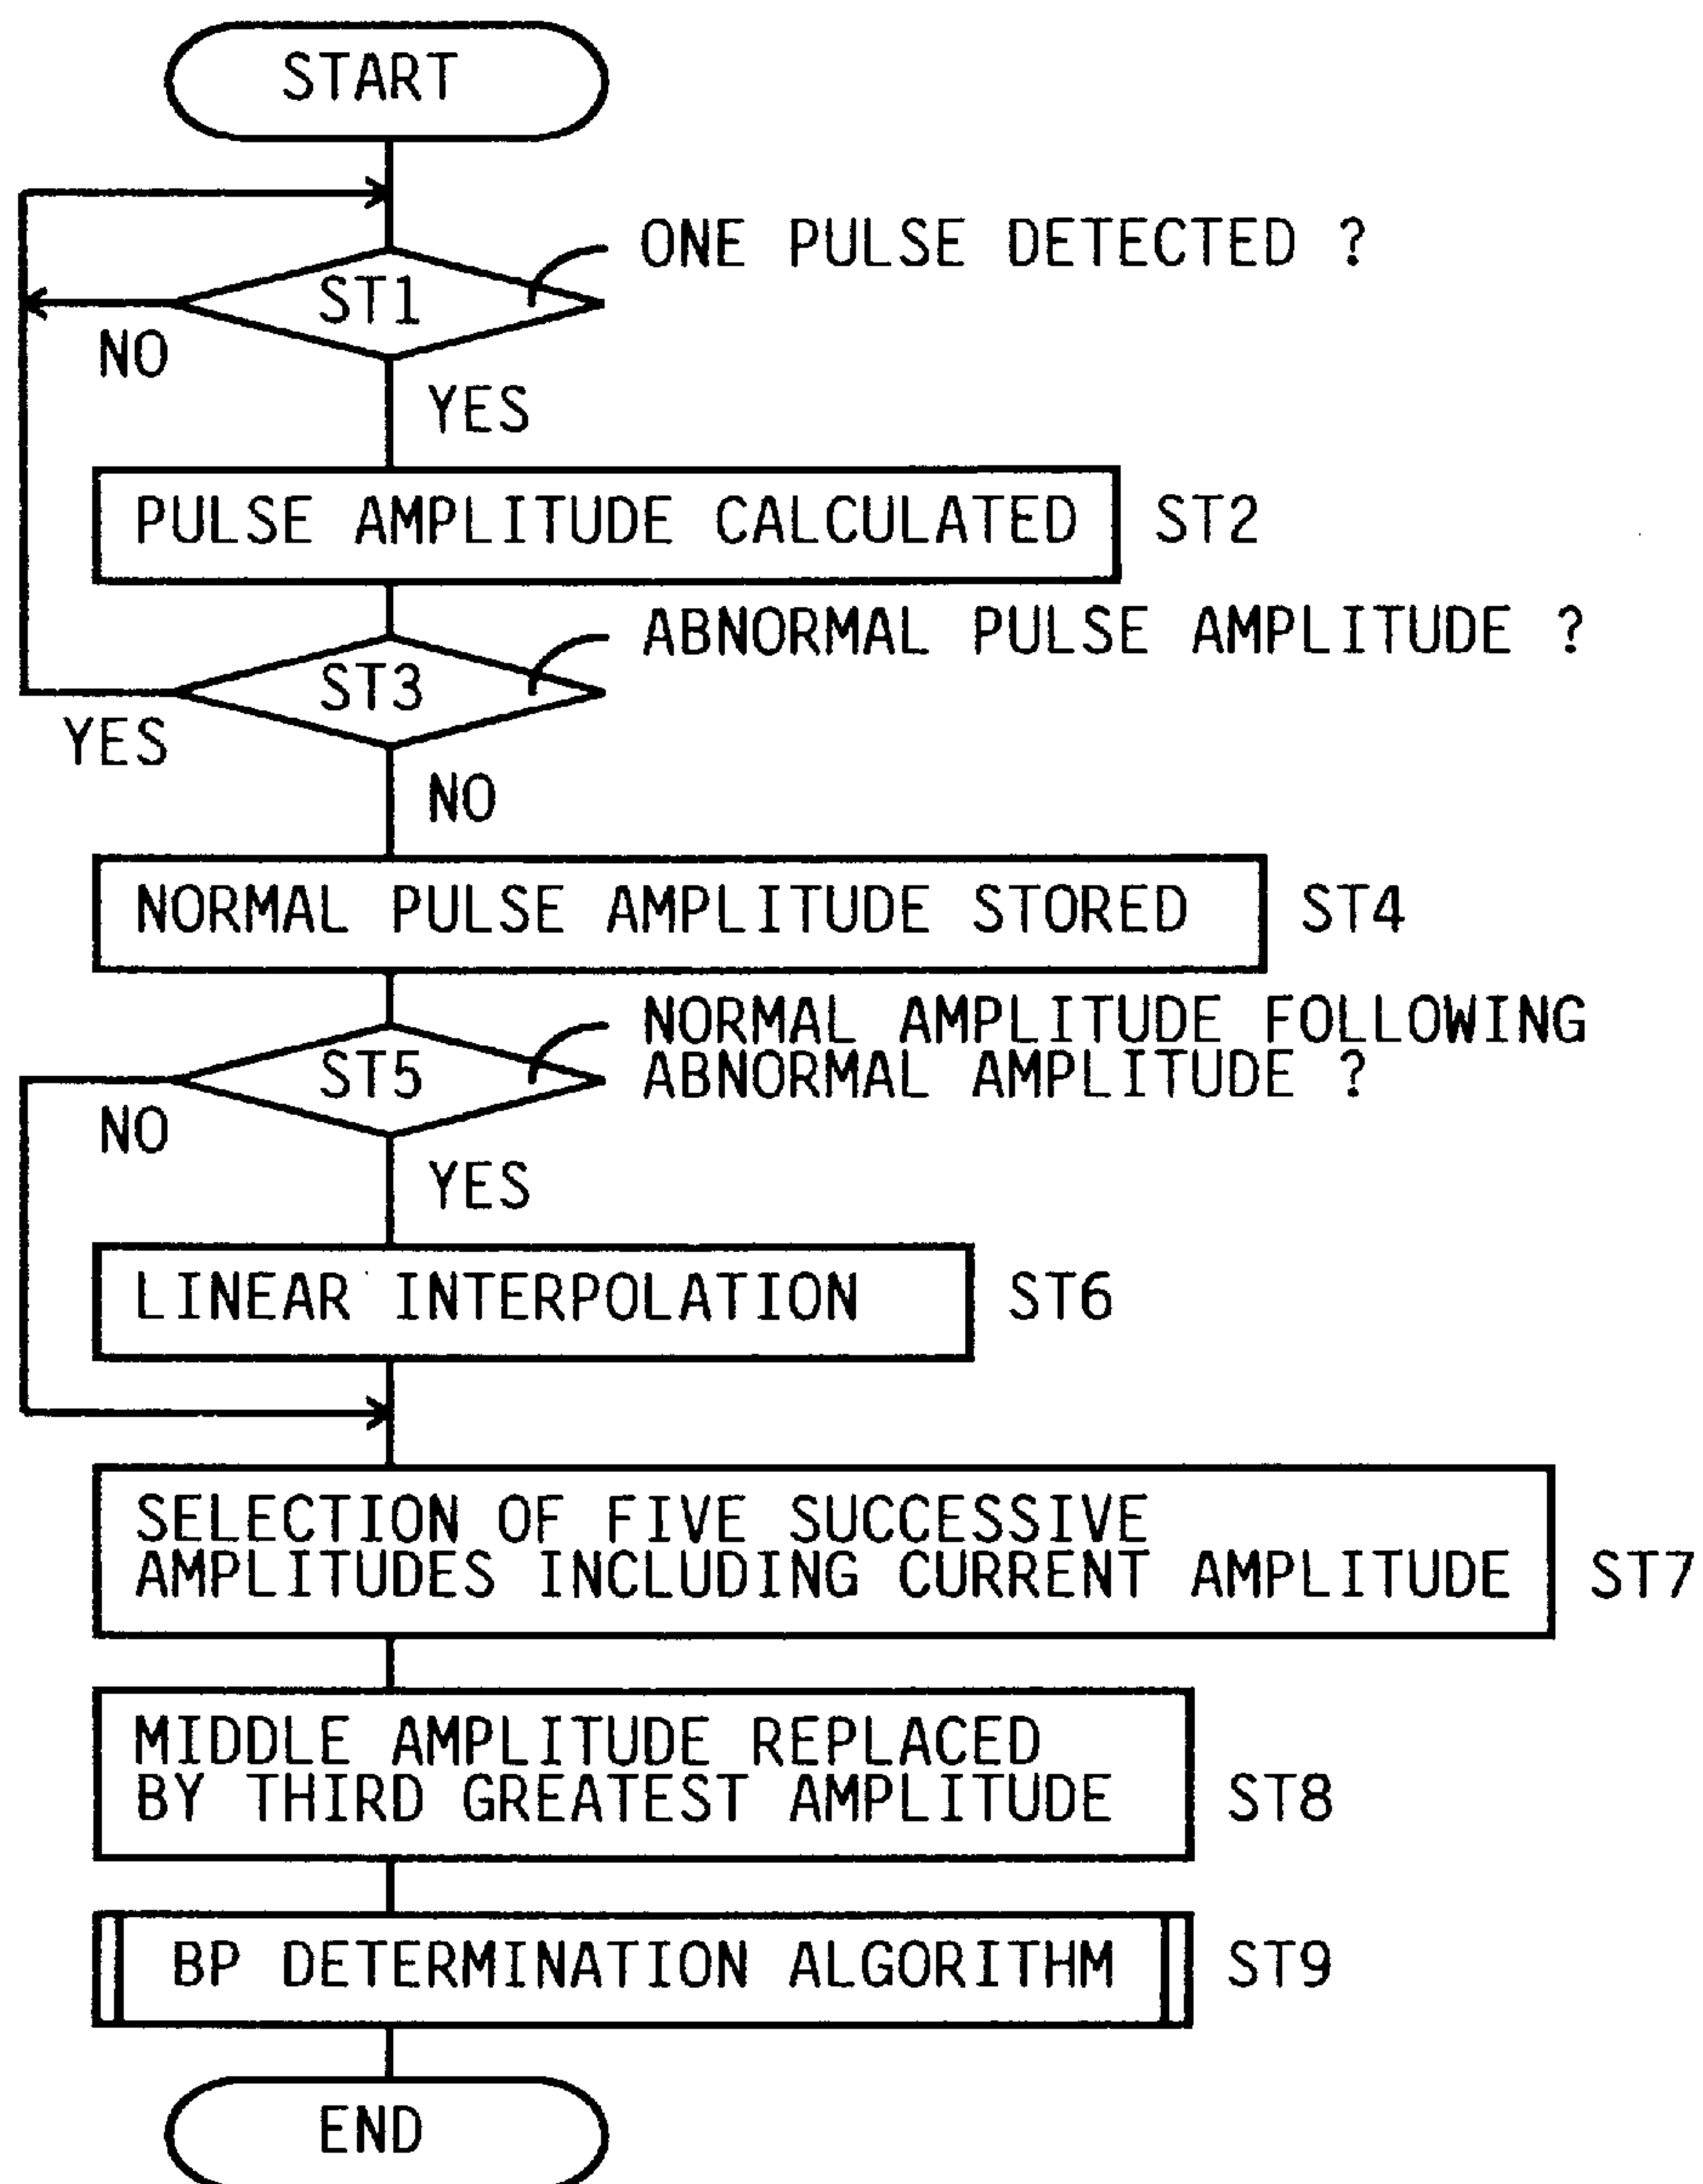 START
ONE PULSE DETECTED ?
ST1
NO
YES
PULSE AMPLITUDE CALCULATED
ST2
ABNORMAL PULSE AMPLITUDE ?
ST3
YES
NO
NORMAL PULSE AMPLITUDE STORED
ST4
NORMAL AMPLITUDE FOLLOWING
ABNORMAL AMPLITUDE ?
ST5
NO
YES
LINEAR INTERPOLATION
ST6
SELECTION OF FIVE SUCCESSIVE
AMPLITUDES INCLUDING CURRENT AMPLITUDE
ST7
MIDDLE AMPLITUDE REPLACED
BY THIRD GREATEST AMPLITUDE
ST8
BP DETERMINATION ALGORITHM
ST9
END